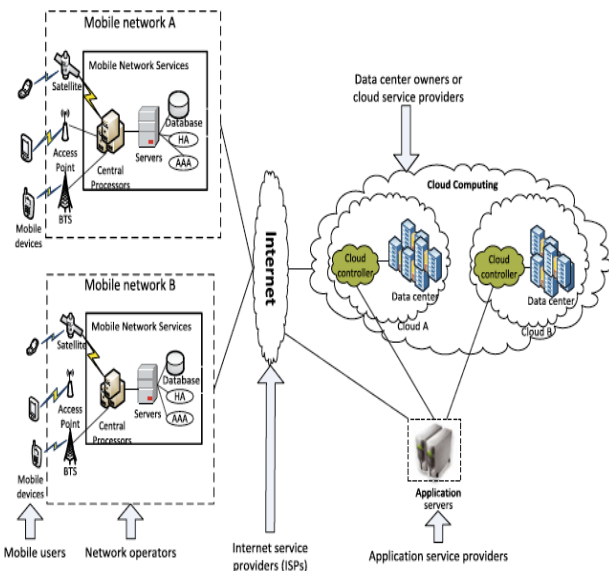 Mobile network A
Mobile Network Services
Satellite
Database
HA
AAA
Access
Point
Servers
Central
Processors
BTS
Mobile
devices
Mobile network B
Mobile Network Services
Satellite
Database
HA
AAA
Access
Point
Servers
Central
Processors
BTS
Mobile
devices
Mobile users
Network operators
Internet
Internet service
providers (ISPs)
Data center owners or
cloud service providers
Cloud Computing
Cloud
controller
Data center
Cloud A
Cloud
controller
Data center
Cloud B
Application
servers
Application service providers